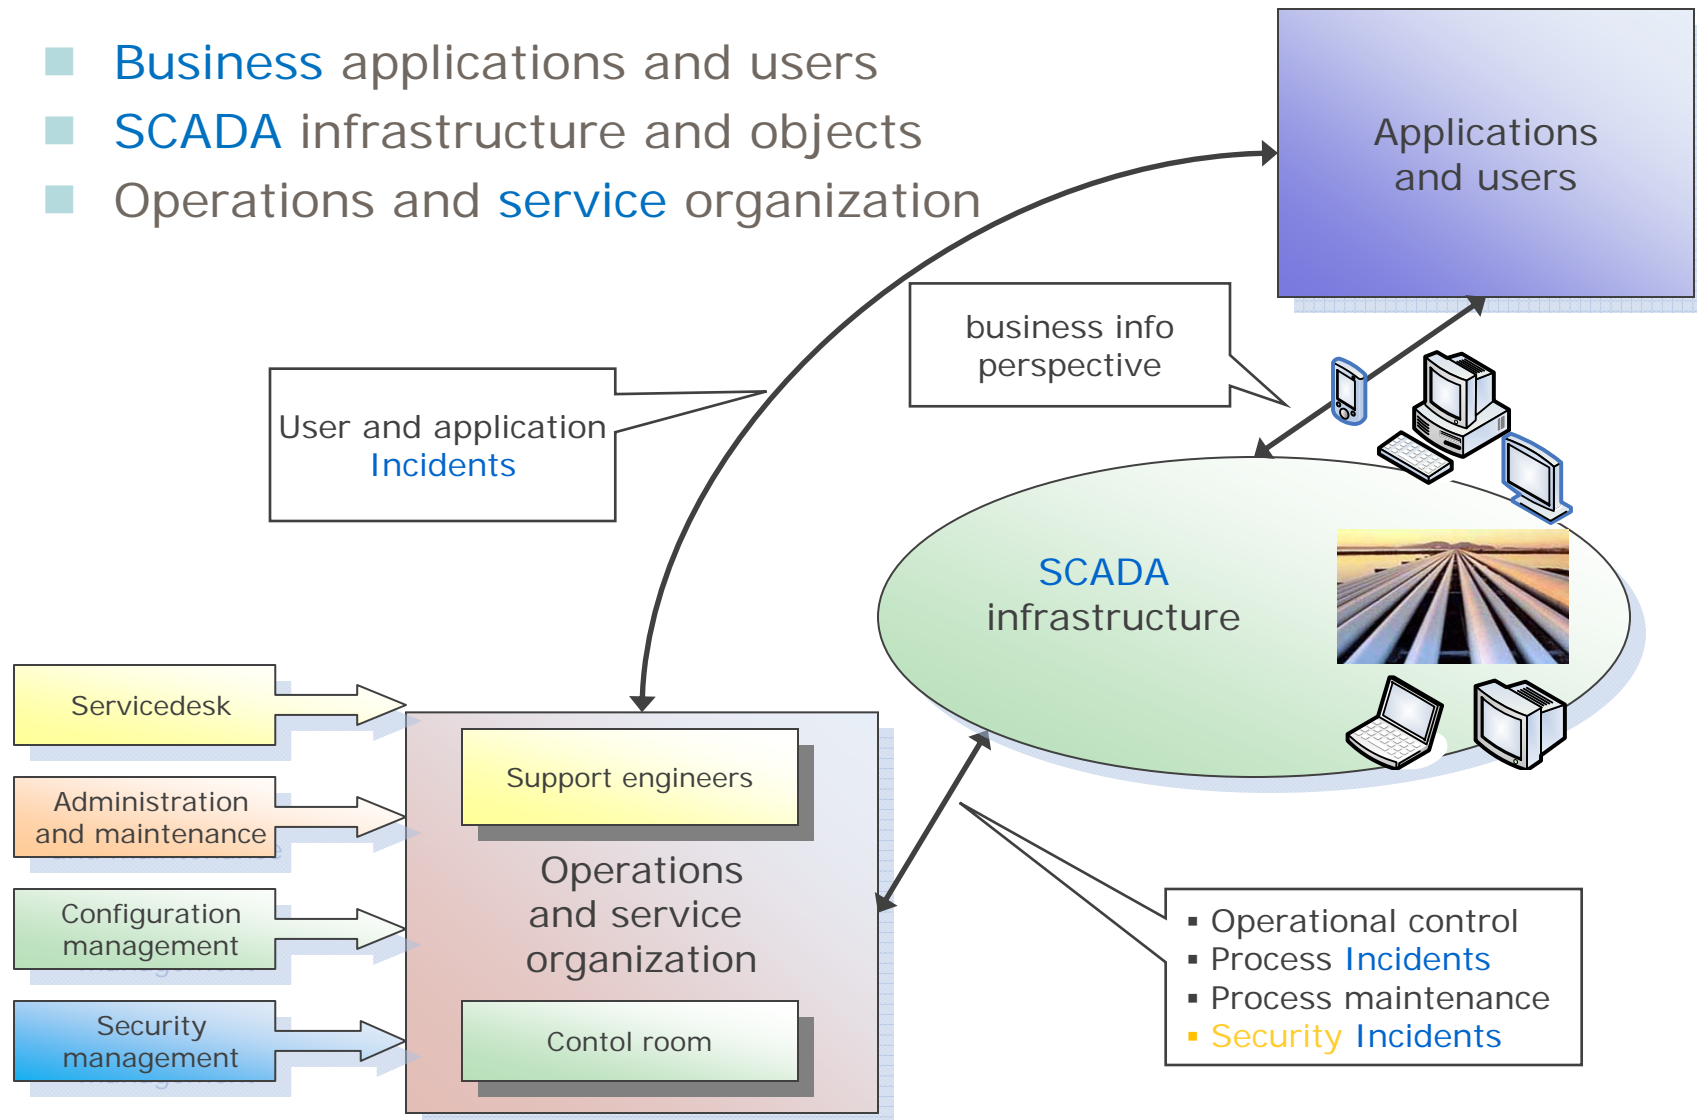 Business applications and users
SCADA infrastructure and objects
Operations and service organization
Applications
and users
business info
perspective
User and application
Incidents
SCADA
infrastructure
Servicedesk
Administration
and maintenance
Configuration
management
Security
management
Support engineers
Operations
and service
organization
Contol room
▪ Operational control
▪ Process Incidents
▪ Process maintenance
▪ Security Incidents